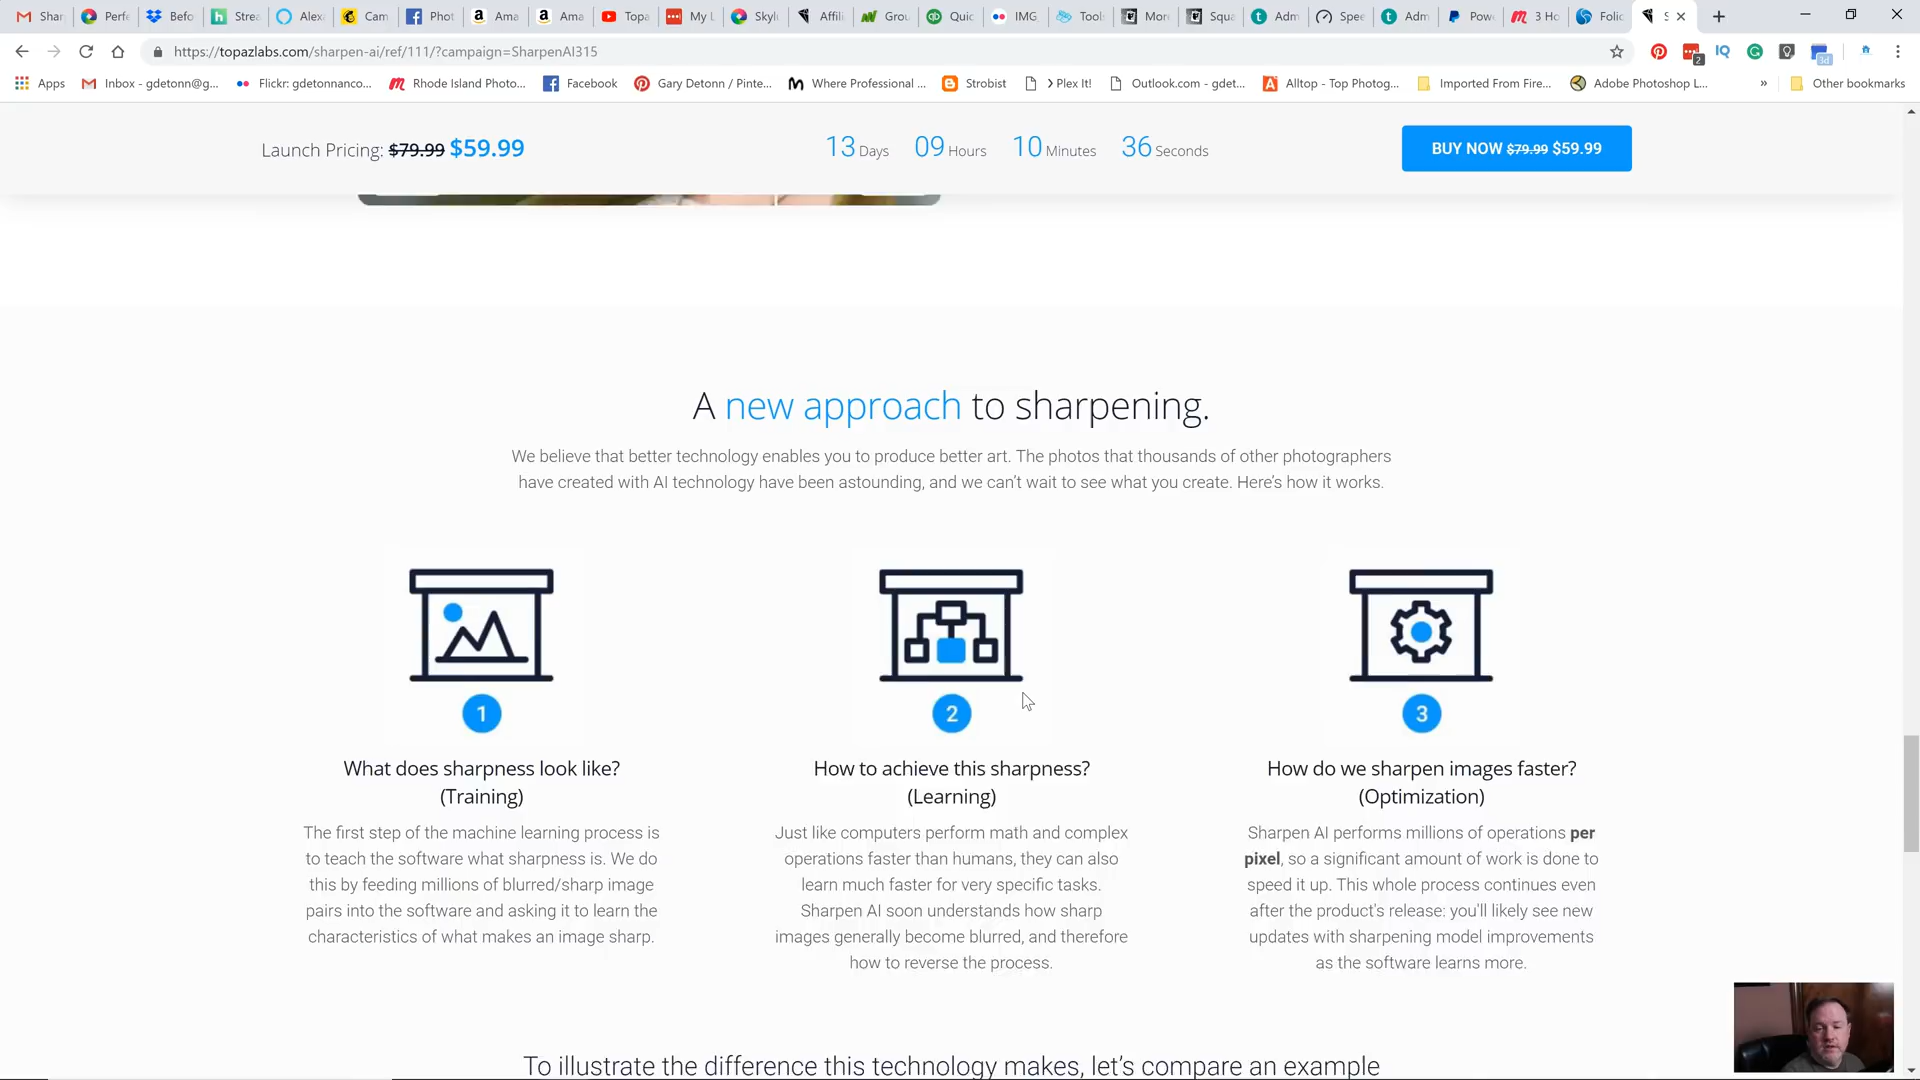 Shar
Perfe
Befo
Strea
Alexa
Cam
Phot
Ama
Ama
Topa
My L
Skylu
Affili
Grou
Quic
IMG
Tool
Mor
Squa
Adm
Spee
Adm
Powe
3 Ho
Folio
S
https://topazlabs.com/sharpen-ai/ref/111/?campaign=SharpenAI315
2
IQ
3d
Apps
Inbox - gdetonn@g...
Flickr: gdetonnanco...
Rhode Island Photo...
Facebook
Gary Detonn / Pinte...
Where Professional ...
Strobist
> Plex It!
Outlook.com - gdet...
Alltop - Top Photog...
Imported From Fire...
Adobe Photoshop L...
»
Other bookmarks
Launch Pricing: $79.99 $59.99
13 Days 09 Hours 10 Minutes 36 Seconds
BUY NOW $79.99 $59.99
A new approach to sharpening.
We believe that better technology enables you to produce better art. The photos that thousands of other photographers
have created with AI technology have been astounding, and we can't wait to see what you create. Here's how it works.
1
What does sharpness look like?
(Training)
The first step of the machine learning process is
to teach the software what sharpness is. We do
this by feeding millions of blurred/sharp image
pairs into the software and asking it to learn the
characteristics of what makes an image sharp.
2
How to achieve this sharpness?
(Learning)
Just like computers perform math and complex
operations faster than humans, they can also
learn much faster for very specific tasks.
Sharpen AI soon understands how sharp
images generally become blurred, and therefore
how to reverse the process.
3
How do we sharpen images faster?
(Optimization)
Sharpen AI performs millions of operations per
pixel, so a significant amount of work is done to
speed it up. This whole process continues even
after the product's release: you'll likely see new
updates with sharpening model improvements
as the software learns more.
To illustrate the difference this technology makes, let's compare an example